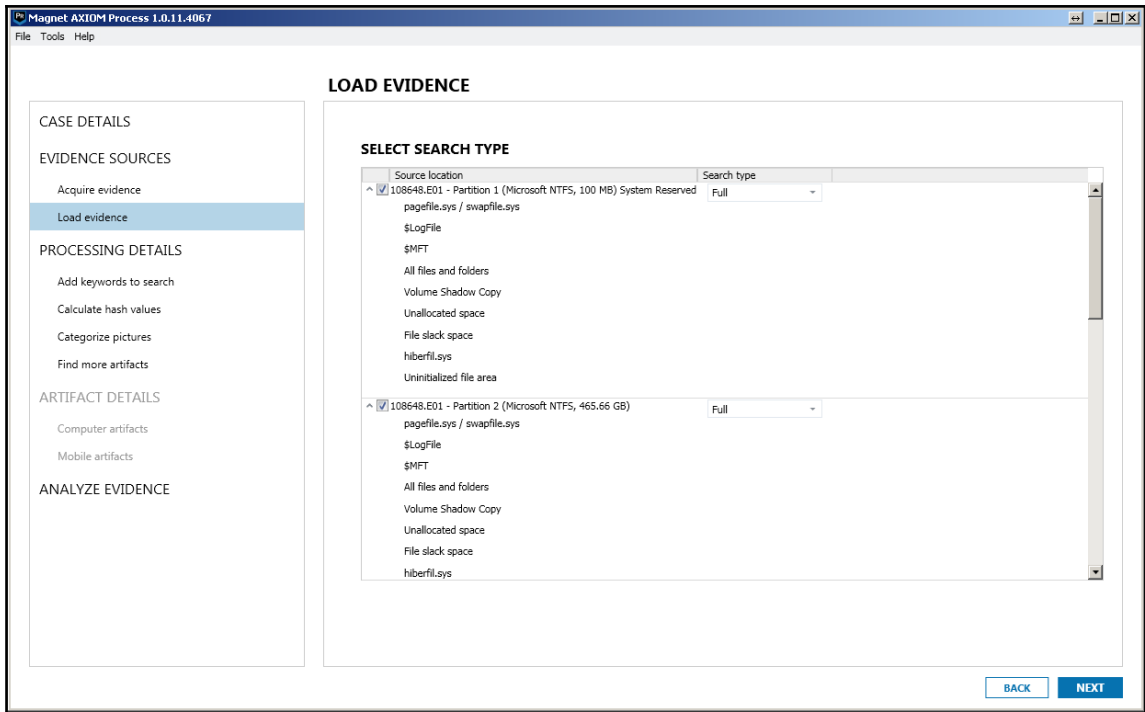 Magnet AXIOM Process 1.0.11.4067
File Tools Help
LOAD EVIDENCE
CASE DETAILS
EVIDENCE SOURCES
Acquire evidence
Load evidence
PROCESSING DETAILS
Add keywords to search
Calculate hash values
Categorize pictures
Find more artifacts
ARTIFACT DETAILS
Computer artifacts
Mobile artifacts
ANALYZE EVIDENCE
SELECT SEARCH TYPE
Source location Search type
108648.E01 - Partition 1 (Microsoft NTFS, 100 MB) System Reserved Full
pagefile.sys / swapfile.sys
$LogFile
$MFT
All files and folders
Volume Shadow Copy
Unallocated space
File slack space
hiberfil.sys
Uninitialized file area
108648.E01 - Partition 2 (Microsoft NTFS, 465.66 GB) Full
pagefile.sys / swapfile.sys
$LogFile
$MFT
All files and folders
Volume Shadow Copy
Unallocated space
File slack space
hiberfil.sys
BACK NEXT